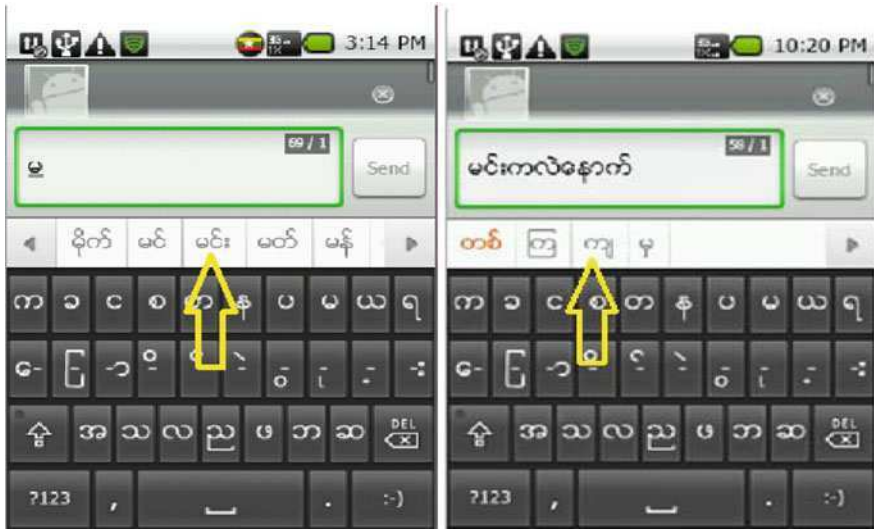 3:14 PM
69 / 1
မ
Send
မိုက် မင် မင်း မတ် မန်
က ခ င စ တ န ပ မ ယ ရ
အ သ လ ည ဖ ဘ ဆ DEL
?123 , . :-)
10:20 PM
58 / 1
မင်းကလဲနောက်
Send
တစ် ကြ ကျ မှ
က ခ င စ တ န ပ မ ယ ရ
အ သ လ ည ဖ ဘ ဆ DEL
?123 , . :-)